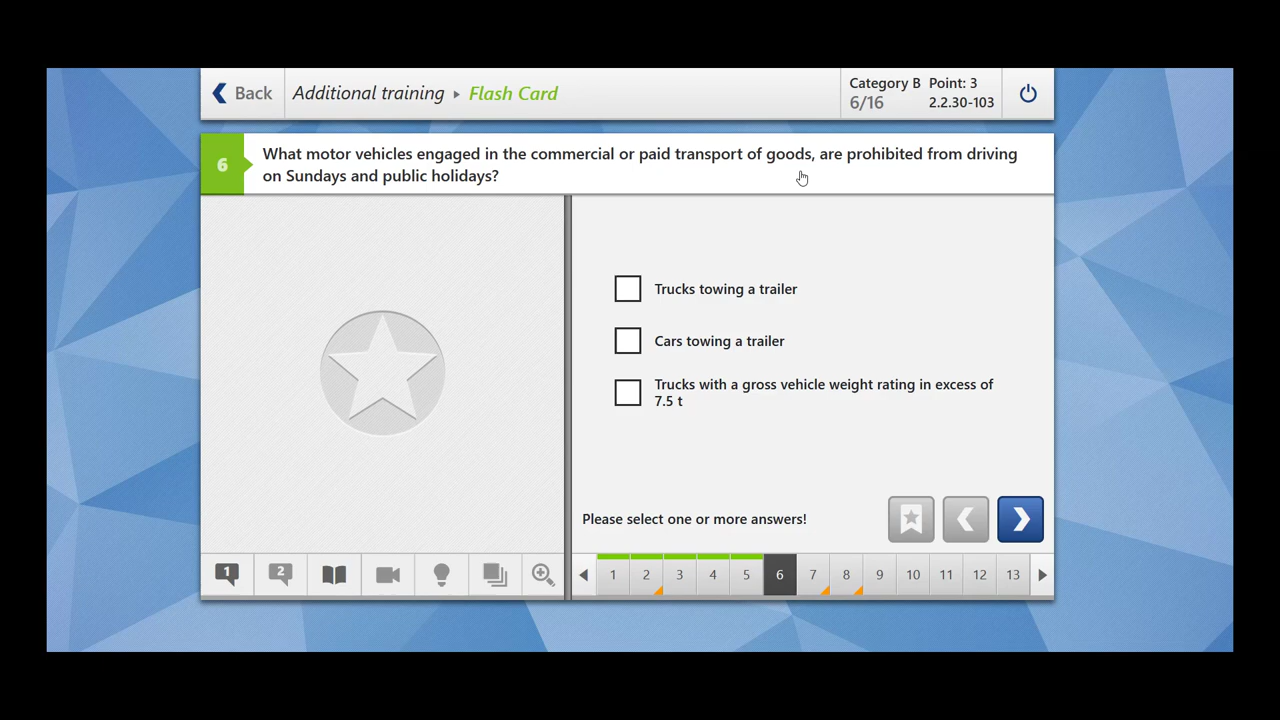 Back
Additional training ▸ Flash Card
Category B Point: 3
6/16 2.2.30-103
6
What motor vehicles engaged in the commercial or paid transport of goods, are prohibited from driving
on Sundays and public holidays?
Trucks towing a trailer
Cars towing a trailer
Trucks with a gross vehicle weight rating in excess of
7.5 t
Please select one or more answers!
1 2
1 2 3 4 5 6 7 8 9 10 11 12 13